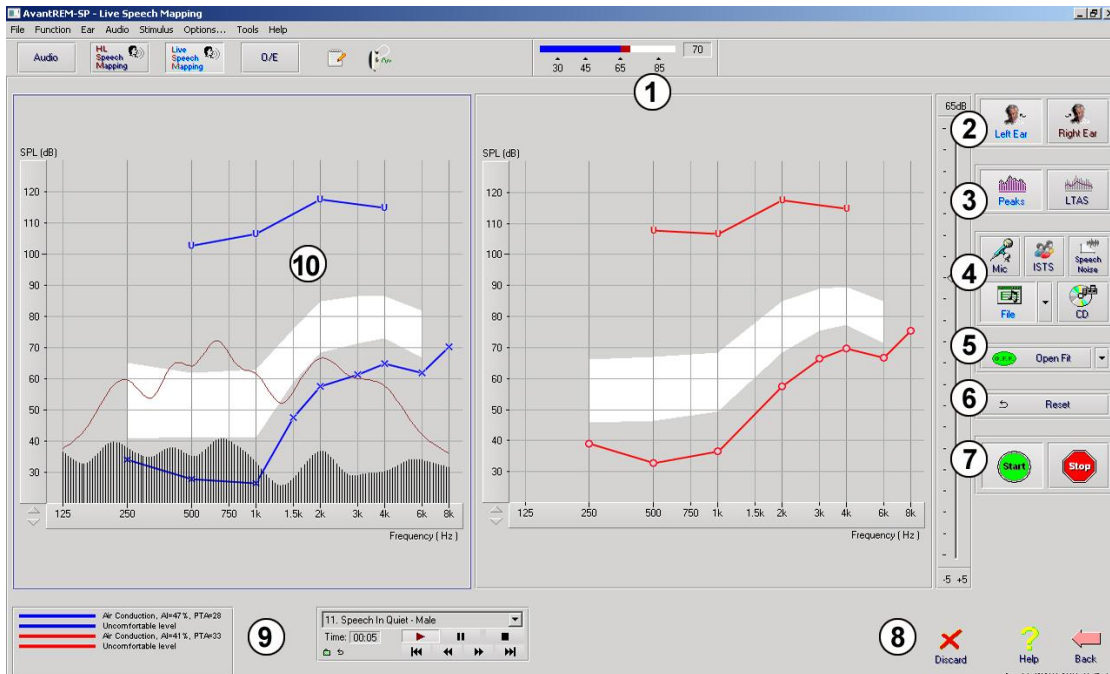 AvantREM-SP - Live Speech Mapping
File Function Ear Audio Stimulus Options... Tools Help
Audio
HL
Speech
Mapping
Live
Speech
Mapping
O/E
70
30 45 65 85
1
65dB
2
Left Ear
Right Ear
3
Peaks
LTAS
4
Mic
ISTS
Speech
Noise
File
CD
5
Open Fit
6
Reset
7
Start
Stop
SPL (dB)
120
110
100
90
80
70
60
50
40
30
U U U U
10
125 250 500 750 1k 1.5k 2k 3k 4k 6k 8k
Frequency ( Hz )
SPL (dB)
120
110
100
90
80
70
60
50
40
30
U U U U
125 250 500 750 1k 1.5k 2k 3k 4k 6k 8k
Frequency ( Hz )
-5 +5
Air Conduction, AI=47%, PTA=28
Uncomfortable level
Air Conduction, AI=41%, PTA=33
Uncomfortable level
9
11. Speech In Quiet - Male
Time: 00:05
8
Discard
Help
Back